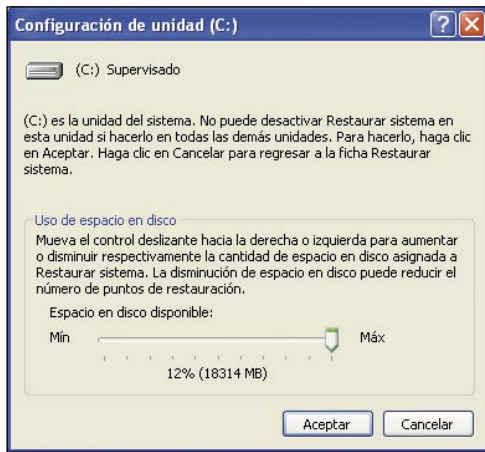 Configuración de unidad (C:)
(C:) Supervisado
(C:) es la unidad del sistema. No puede desactivar Restaurar sistema en
esta unidad si hacerlo en todas las demás unidades. Para hacerlo, haga clic
en Aceptar. Haga clic en Cancelar para regresar a la ficha Restaurar
sistema.
Uso de espacio en disco
Mueva el control deslizante hacia la derecha o izquierda para aumentar
o disminuir respectivamente la cantidad de espacio en disco asignada a
Restaurar sistema. La disminución de espacio en disco puede reducir el
número de puntos de restauración.
Espacio en disco disponible:
Mín Máx
12% (18314 MB)
Aceptar Cancelar